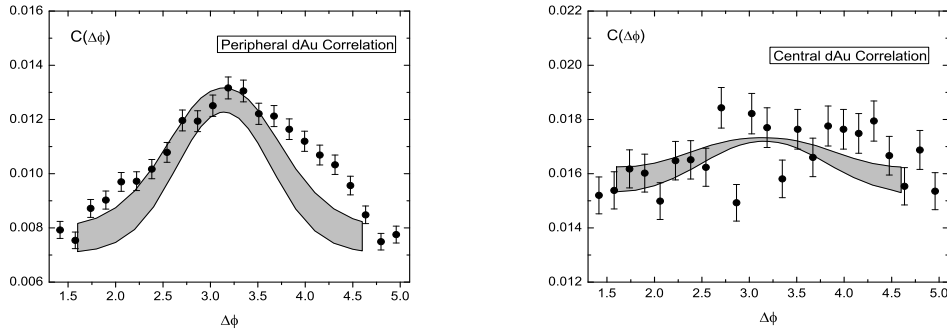 C(Δϕ)
Peripheral dAu Correlation
0.016
0.014
0.012
0.010
0.008
0.006
1.5 2.0 2.5 3.0 3.5 4.0 4.5 5.0
Δϕ
C(Δϕ)
Central dAu Correlation
0.022
0.020
0.018
0.016
0.014
0.012
1.5 2.0 2.5 3.0 3.5 4.0 4.5 5.0
Δϕ